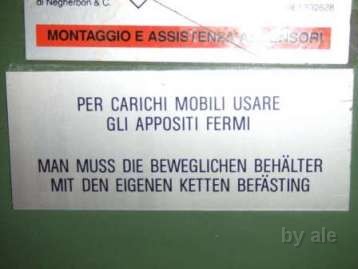 di Negherbon & C.
MONTAGGIO E ASSISTENZA ASCENSORI
PER CARICHI MOBILI USARE
GLI APPOSITI FERMI
MAN MUSS DIE BEWEGLICHEN BEHÄLTER
MIT DEN EIGENEN KETTEN BEFÄSTING
by ale